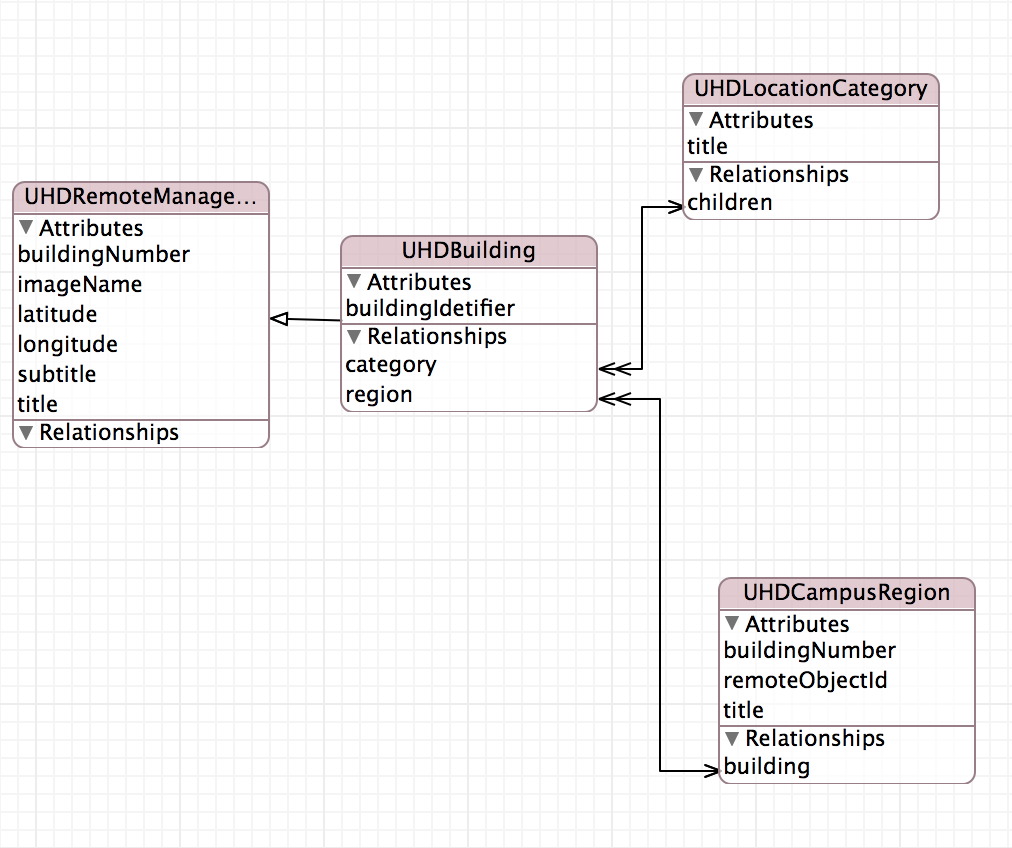 UHDRemoteManage...
Attributes
buildingNumber
imageName
latitude
longitude
subtitle
title
Relationships
UHDBuilding
Attributes
buildingIdetifier
Relationships
category
region
UHDLocationCategory
Attributes
title
Relationships
children
UHDCampusRegion
Attributes
buildingNumber
remoteObjectId
title
Relationships
building